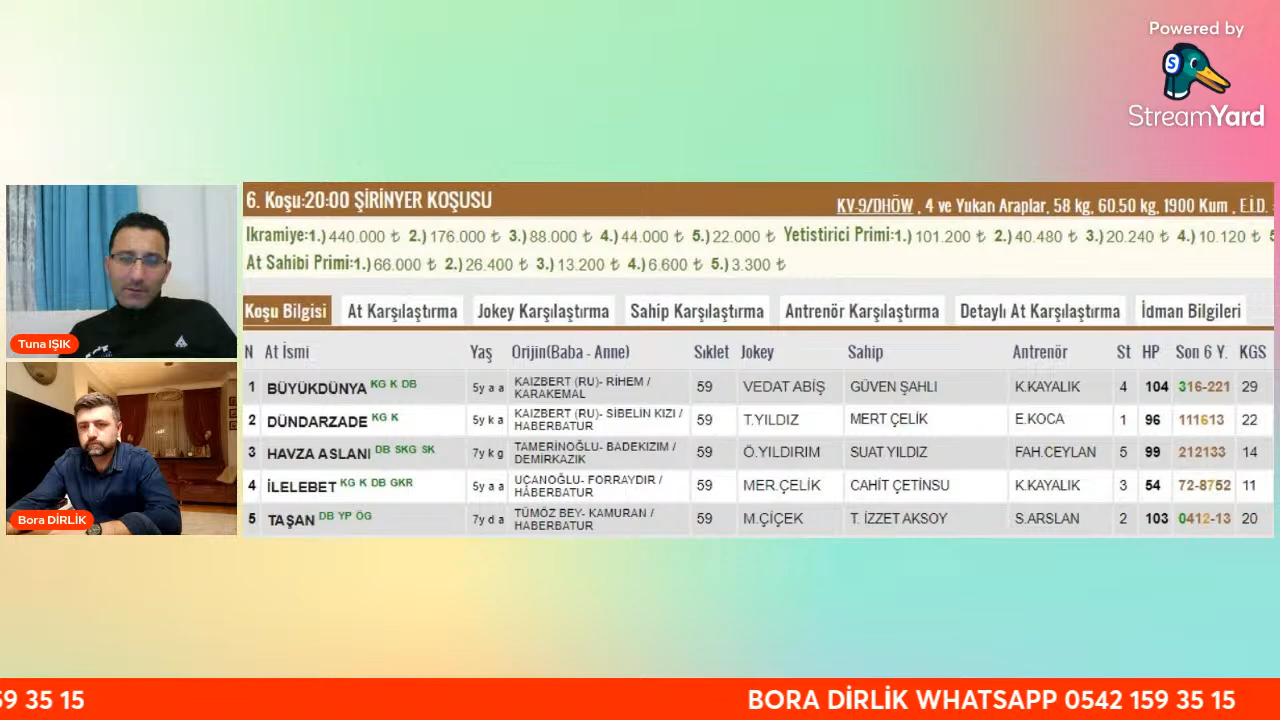 Powered by
S
StreamYard
6. Koşu:20:00 ŞİRİNYER KOŞUSU
KV-9/DHÖW , 4 ve Yukarı Araplar, 58 kg, 60.50 kg, 1900 Kum , E.İ.D. :
İkramiye:1.) 440.000 ₺ 2.) 176.000 ₺ 3.) 88.000 ₺ 4.) 44.000 ₺ 5.) 22.000 ₺ Yetistirici Primi:1.) 101.200 ₺ 2.) 40.480 ₺ 3.) 20.240 ₺ 4.) 10.120 ₺ 5
At Sahibi Primi:1.) 66.000 ₺ 2.) 26.400 ₺ 3.) 13.200 ₺ 4.) 6.600 ₺ 5.) 3.300 ₺
Koşu Bilgisi At Karşılaştırma Jokey Karşılaştırma Sahip Karşılaştırma Antrenör Karşılaştırma Detaylı At Karşılaştırma İdman Bilgileri
N At İsmi Yaş Orijin(Baba - Anne) Sıklet Jokey Sahip Antrenör St HP Son 6 Y. KGS
1 BÜYÜKDÜNYA KG K DB 5y a a KAIZBERT (RU)- RİHEM / KARAKEMAL 59 VEDAT ABİŞ GÜVEN ŞAHLI K.KAYALIK 4 104 316-221 29
2 DÜNDARZADE KG K 5y k a KAIZBERT (RU)- SİBELİN KIZI / HABERBATUR 59 T.YILDIZ MERT ÇELİK E.KOCA 1 96 111613 22
3 HAVZA ASLANI DB SKG SK 7y k g TAMERİNOĞLU- BADEKIZIM / DEMİRKAZIK 59 Ö.YILDIRIM SUAT YILDIZ FAH.CEYLAN 5 99 212133 14
4 İLELEBET KG K DB GKR 5y a a UÇANOĞLU- FORRAYDIR / HABERBATUR 59 MER.ÇELİK CAHİT ÇETİNSU K.KAYALIK 3 54 72-8752 11
5 TAŞAN DB YP ÖG 7y d a TÜMÖZ BEY- KAMURAN / HABERBATUR 59 M.ÇİÇEK T. İZZET AKSOY S.ARSLAN 2 103 0412-13 20
Tuna IŞIK
Bora DİRLİK
59 35 15
BORA DİRLİK WHATSAPP 0542 159 35 15